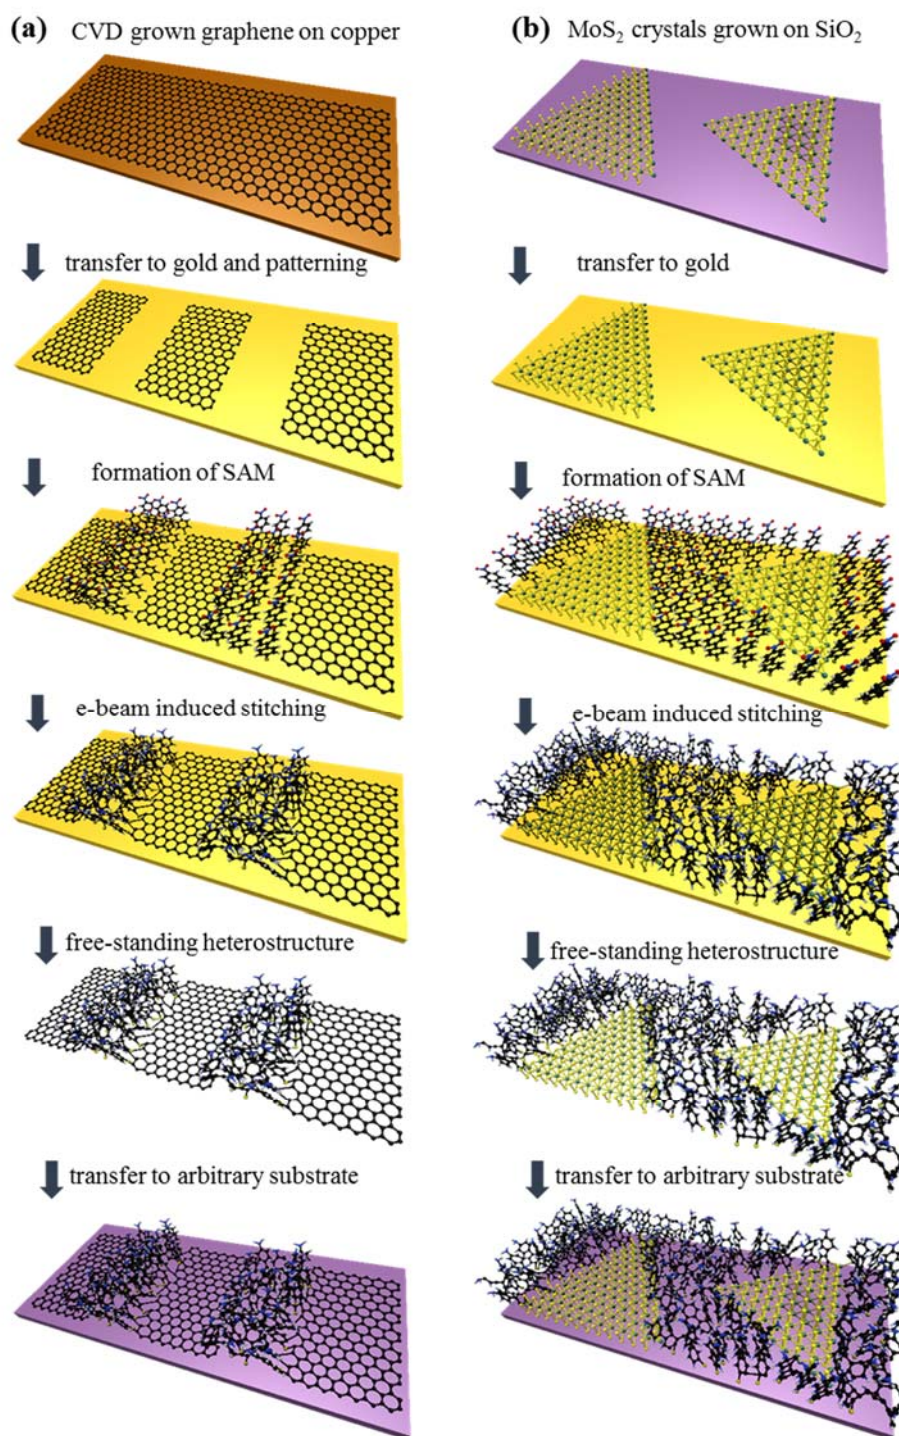 (a) CVD grown graphene on copper
transfer to gold and patterning
formation of SAM
e-beam induced stitching
free-standing heterostructure
transfer to arbitrary substrate
(b) MoS₂ crystals grown on SiO₂
transfer to gold
formation of SAM
e-beam induced stitching
free-standing heterostructure
transfer to arbitrary substrate